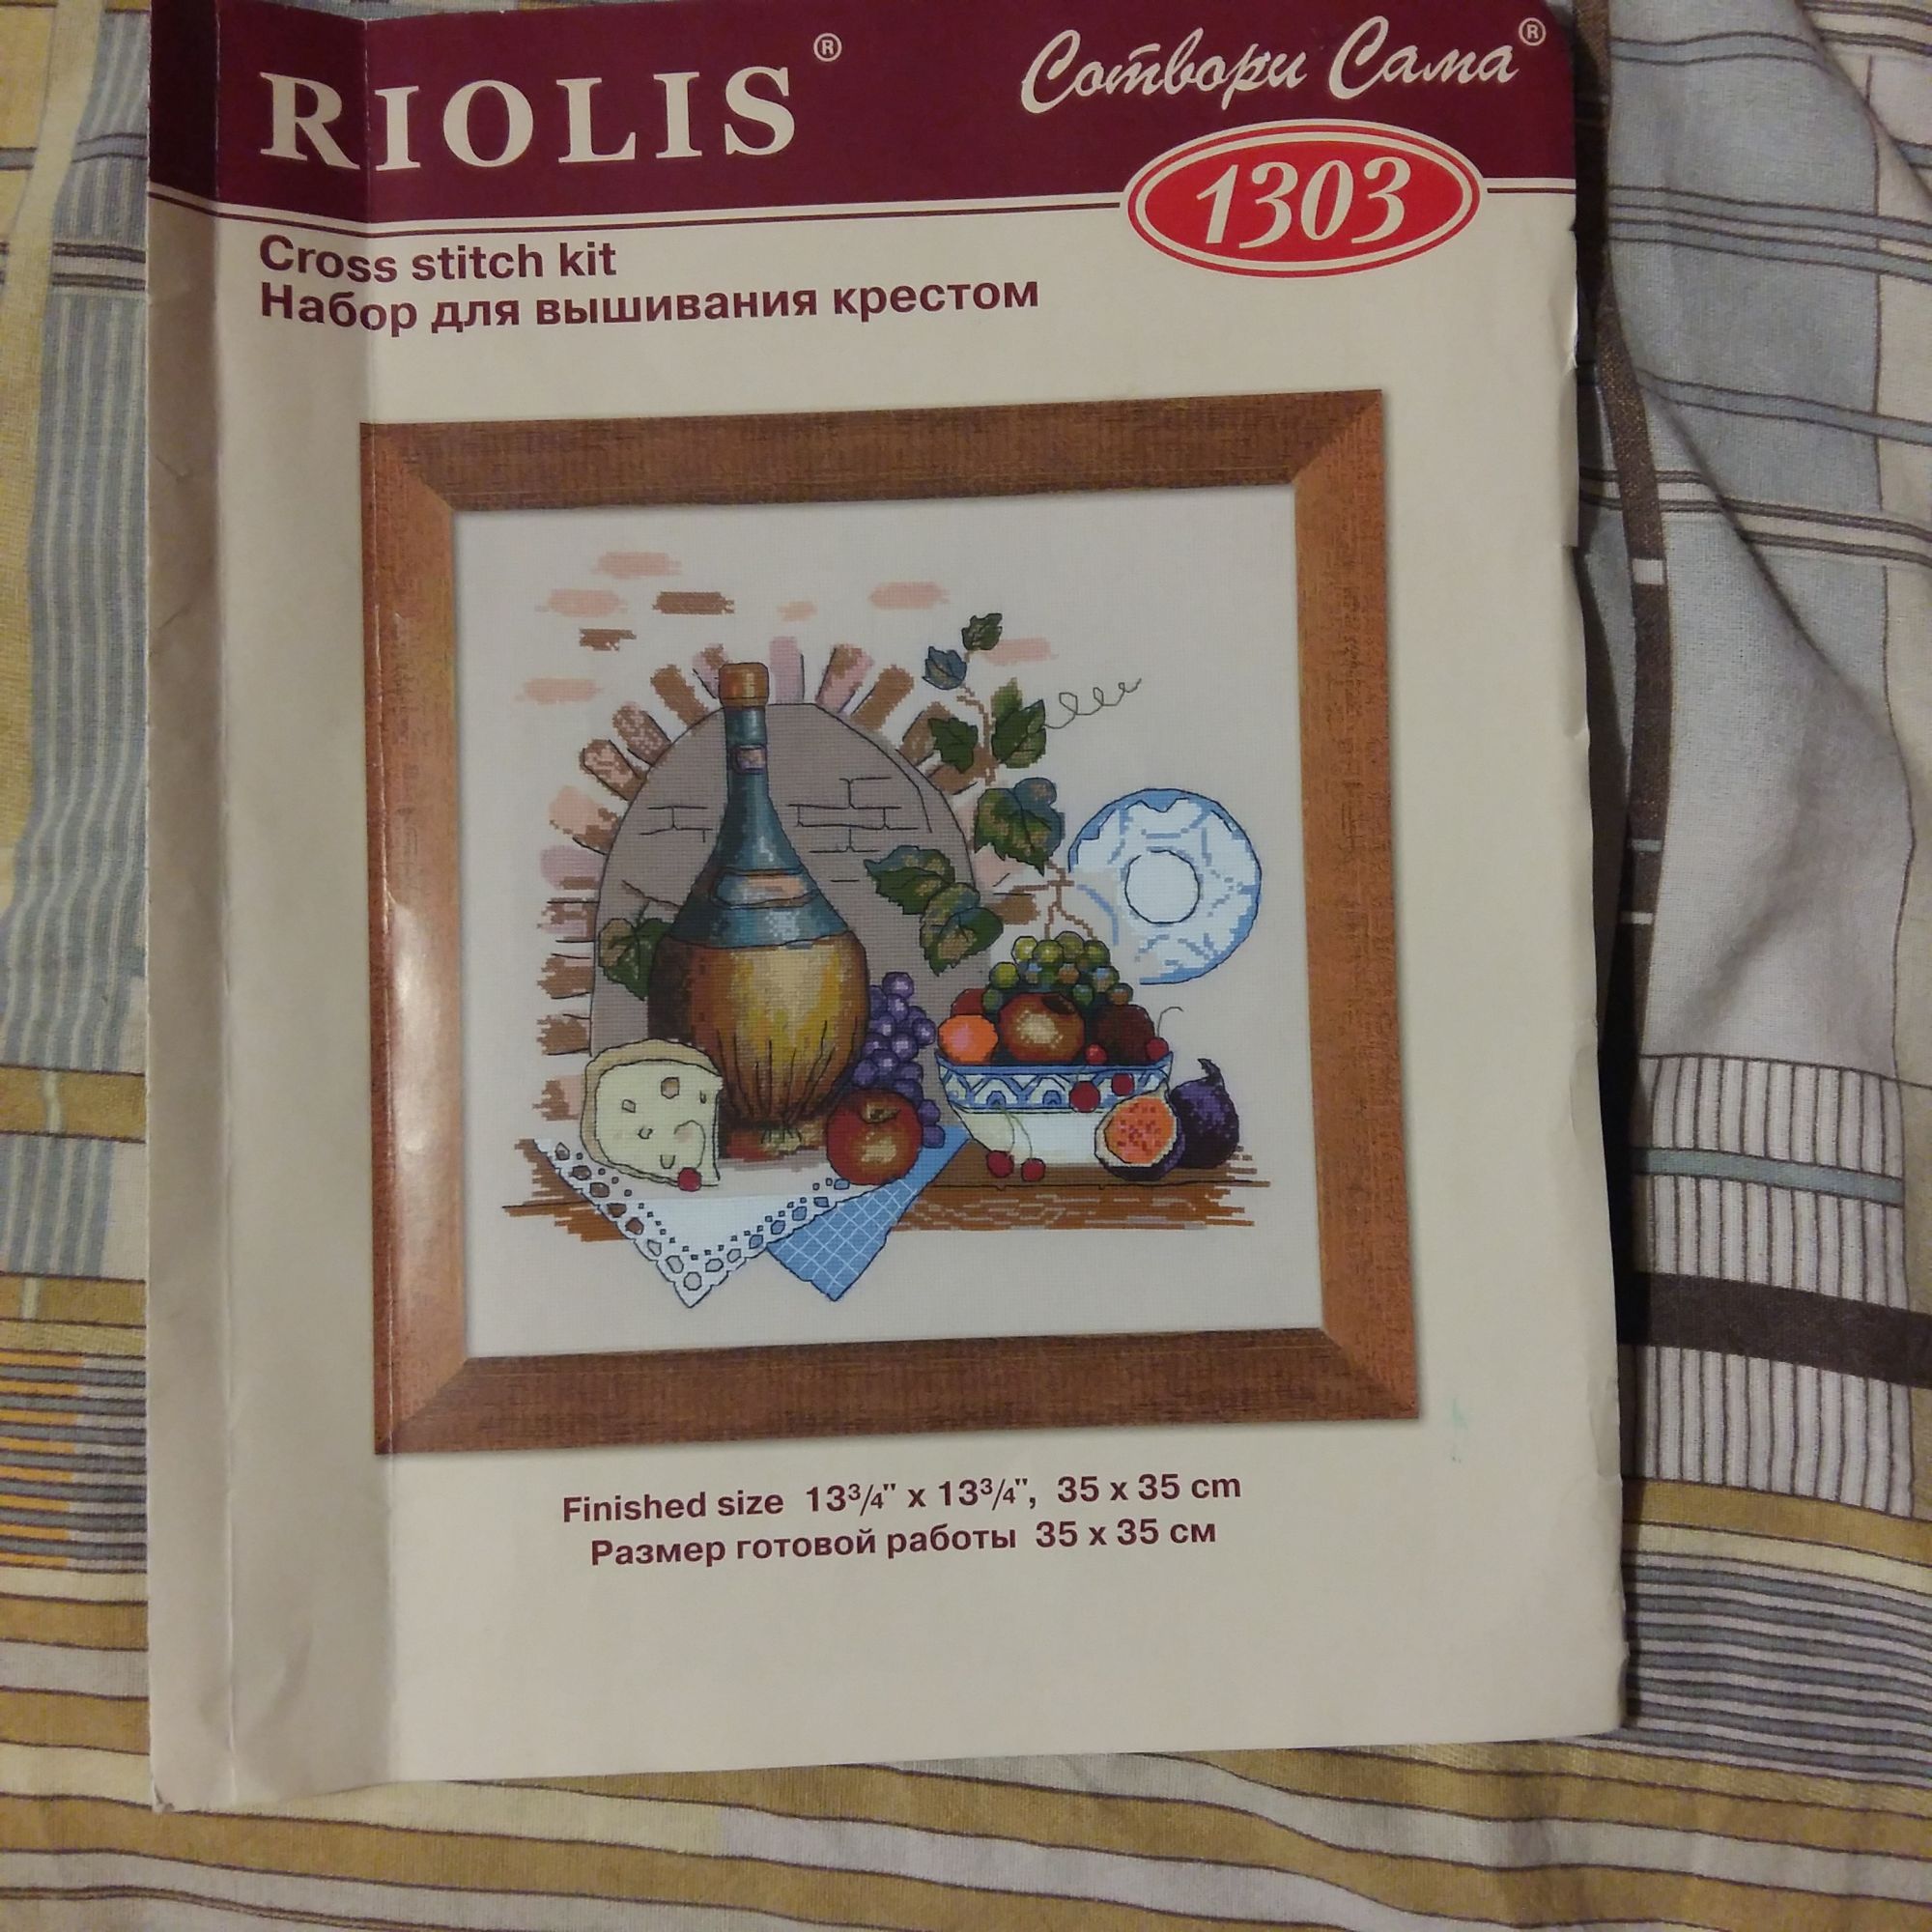 RIOLIS®
Сотвори Сама®
1303
Cross stitch kit
Набор для вышивания крестом
Finished size 13³/₄" x 13³/₄", 35 x 35 cm
Размер готовой работы 35 x 35 см